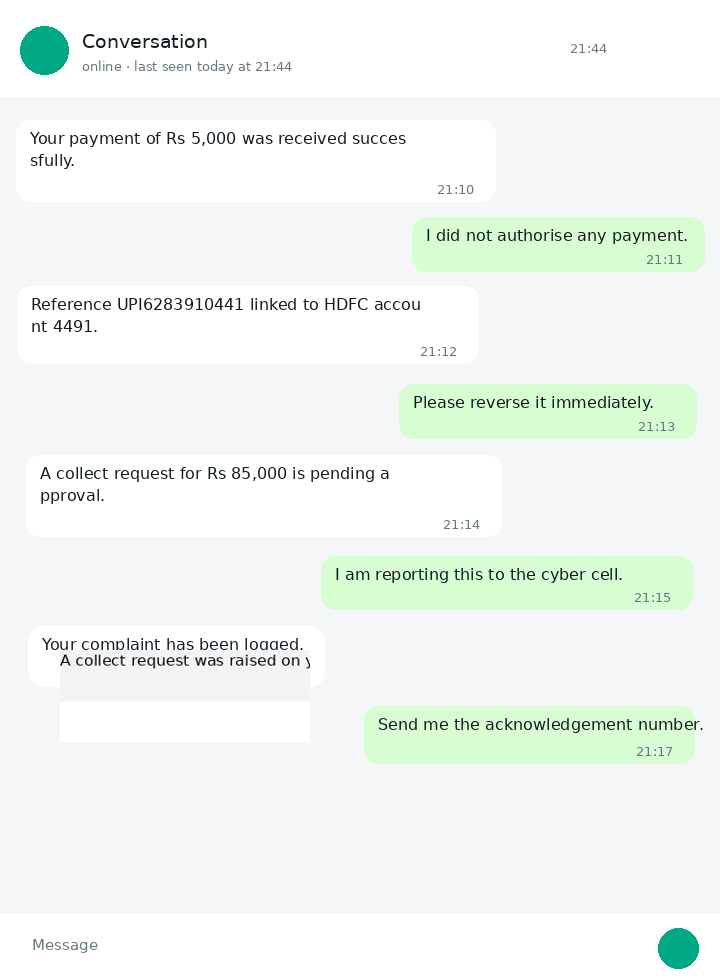 Conversation
21:44
online · last seen today at 21:44
Your payment of Rs 5,000 was received succes
sfully.
21:10
I did not authorise any payment.
21:11
Reference UPI6283910441 linked to HDFC accou
nt 4491.
21:12
Please reverse it immediately.
21:13
A collect request for Rs 85,000 is pending a
pproval.
21:14
I am reporting this to the cyber cell.
21:15
Your complaint has been logged.
A collect request was raised on
Send me the acknowledgement number.
21:17
Message